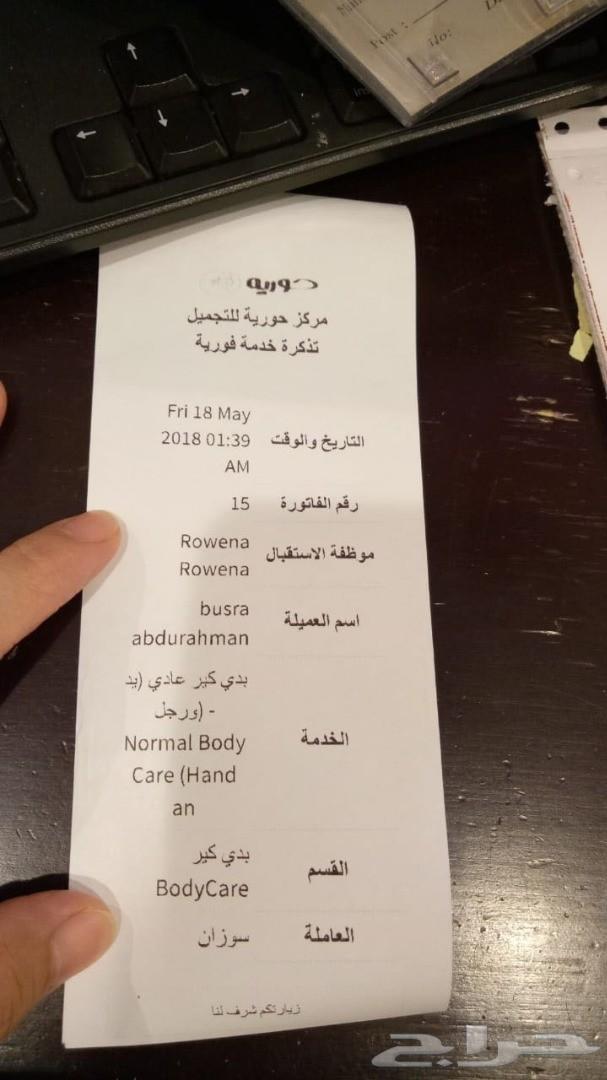 Post :
No:
حورية
مركز حورية للتجميل
تذكرة خدمة فورية
التاريخ والوقت Fri 18 May
2018 01:39
AM
رقم الفاتورة 15
موظفة الاستقبال Rowena
Rowena
اسم العميلة busra
abdurahman
الخدمة بدي كير عادي (يد
ورجل) -
Normal Body
Care (Hand
an
القسم بدي كير
BodyCare
العاملة سوزان
زيارتكم شرف لنا
حراج